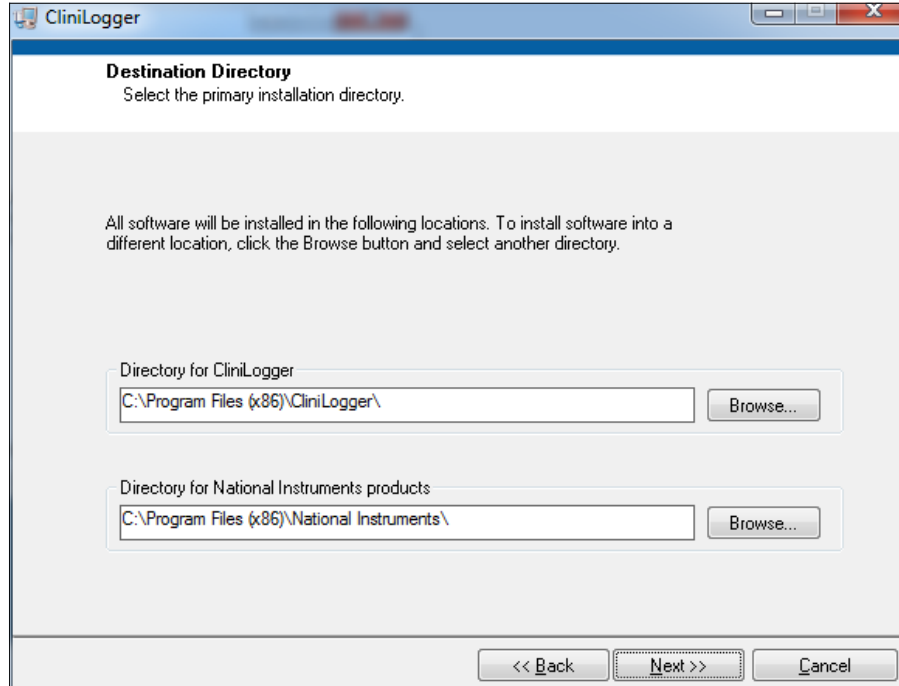 CliniLogger
Destination Directory
Select the primary installation directory.
All software will be installed in the following locations. To install software into a
different location, click the Browse button and select another directory.
Directory for CliniLogger
C:\Program Files (x86)\CliniLogger\
Browse...
Directory for National Instruments products
C:\Program Files (x86)\National Instruments\
Browse...
<< Back
Next >>
Cancel